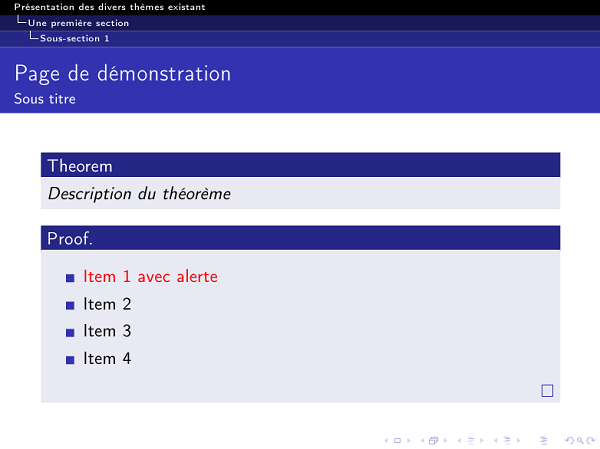 Présentation des divers thèmes existant
Une première section
Sous-section 1
Page de démonstration
Sous titre
Theorem
Description du théorème
Proof.
Item 1 avec alerte
Item 2
Item 3
Item 4